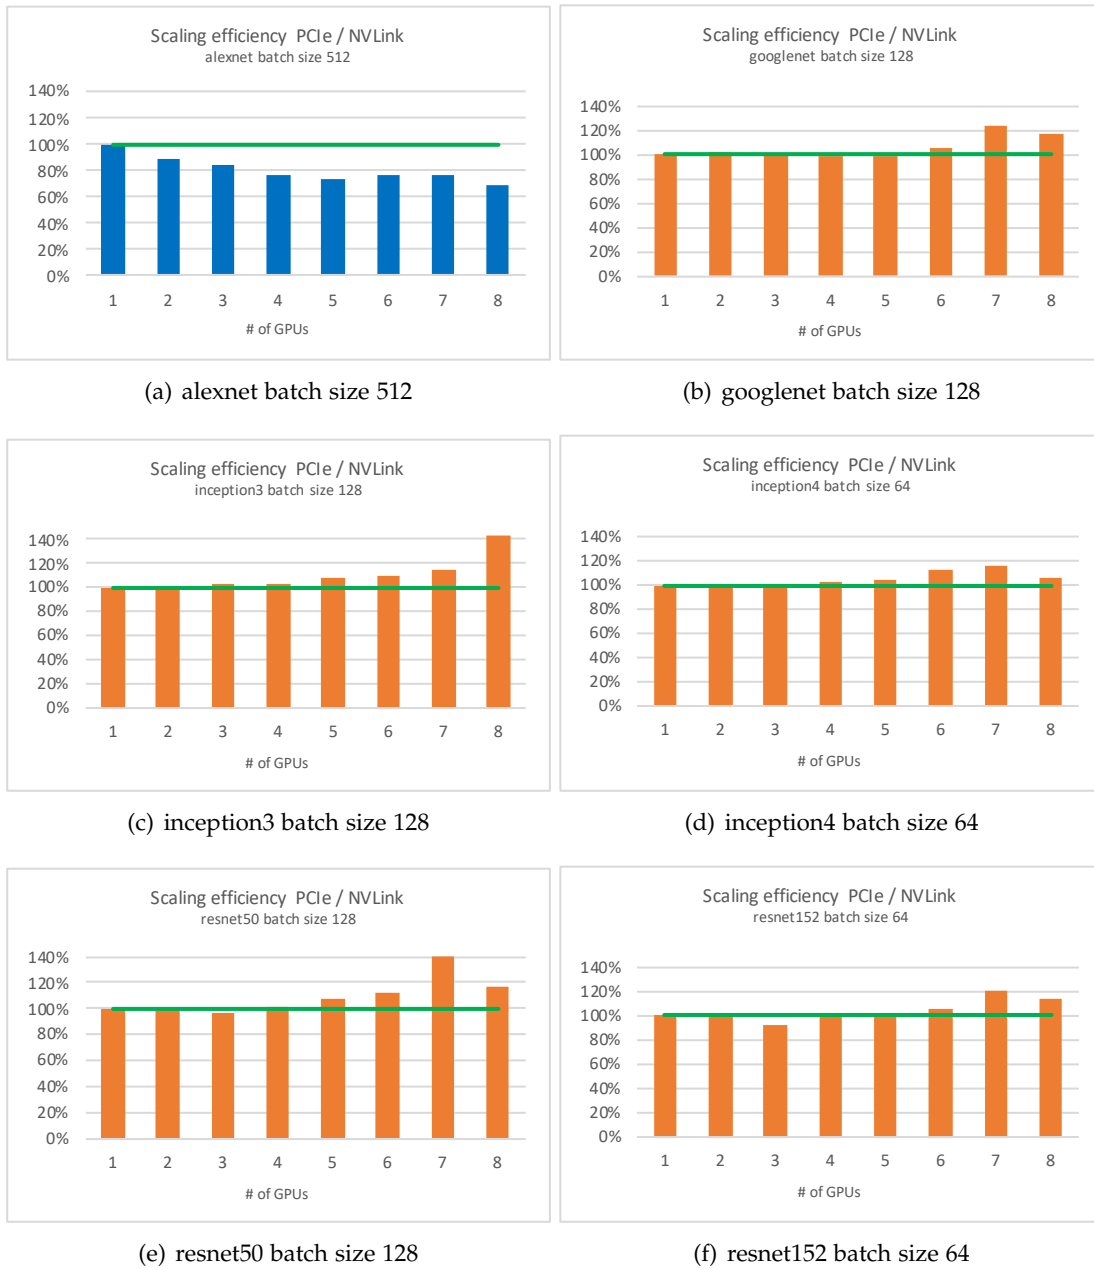 Scaling efficiency PCIe / NVLink
alexnet batch size 512
140%
120%
100%
80%
60%
40%
20%
0%
1 2 3 4 5 6 7 8
# of GPUs
(a) alexnet batch size 512
Scaling efficiency PCIe / NVLink
googlenet batch size 128
140%
120%
100%
80%
60%
40%
20%
0%
1 2 3 4 5 6 7 8
# of GPUs
(b) googlenet batch size 128
Scaling efficiency PCIe / NVLink
inception3 batch size 128
140%
120%
100%
80%
60%
40%
20%
0%
1 2 3 4 5 6 7 8
# of GPUs
(c) inception3 batch size 128
Scaling efficiency PCIe / NVLink
inception4 batch size 64
140%
120%
100%
80%
60%
40%
20%
0%
1 2 3 4 5 6 7 8
# of GPUs
(d) inception4 batch size 64
Scaling efficiency PCIe / NVLink
resnet50 batch size 128
140%
120%
100%
80%
60%
40%
20%
0%
1 2 3 4 5 6 7 8
# of GPUs
(e) resnet50 batch size 128
Scaling efficiency PCIe / NVLink
resnet152 batch size 64
140%
120%
100%
80%
60%
40%
20%
0%
1 2 3 4 5 6 7 8
# of GPUs
(f) resnet152 batch size 64